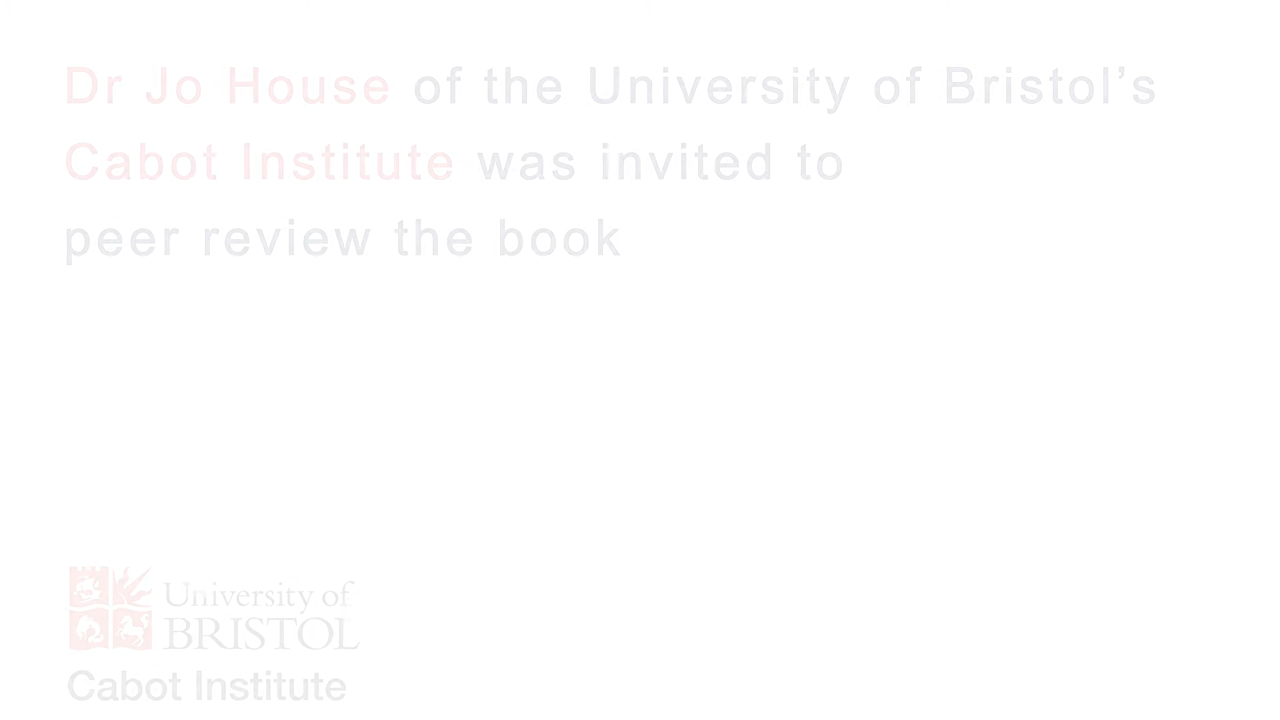 Dr Jo House of the University of Bristol’s
Cabot Institute was invited to
peer review the book
University of
BRISTOL
Cabot Institute